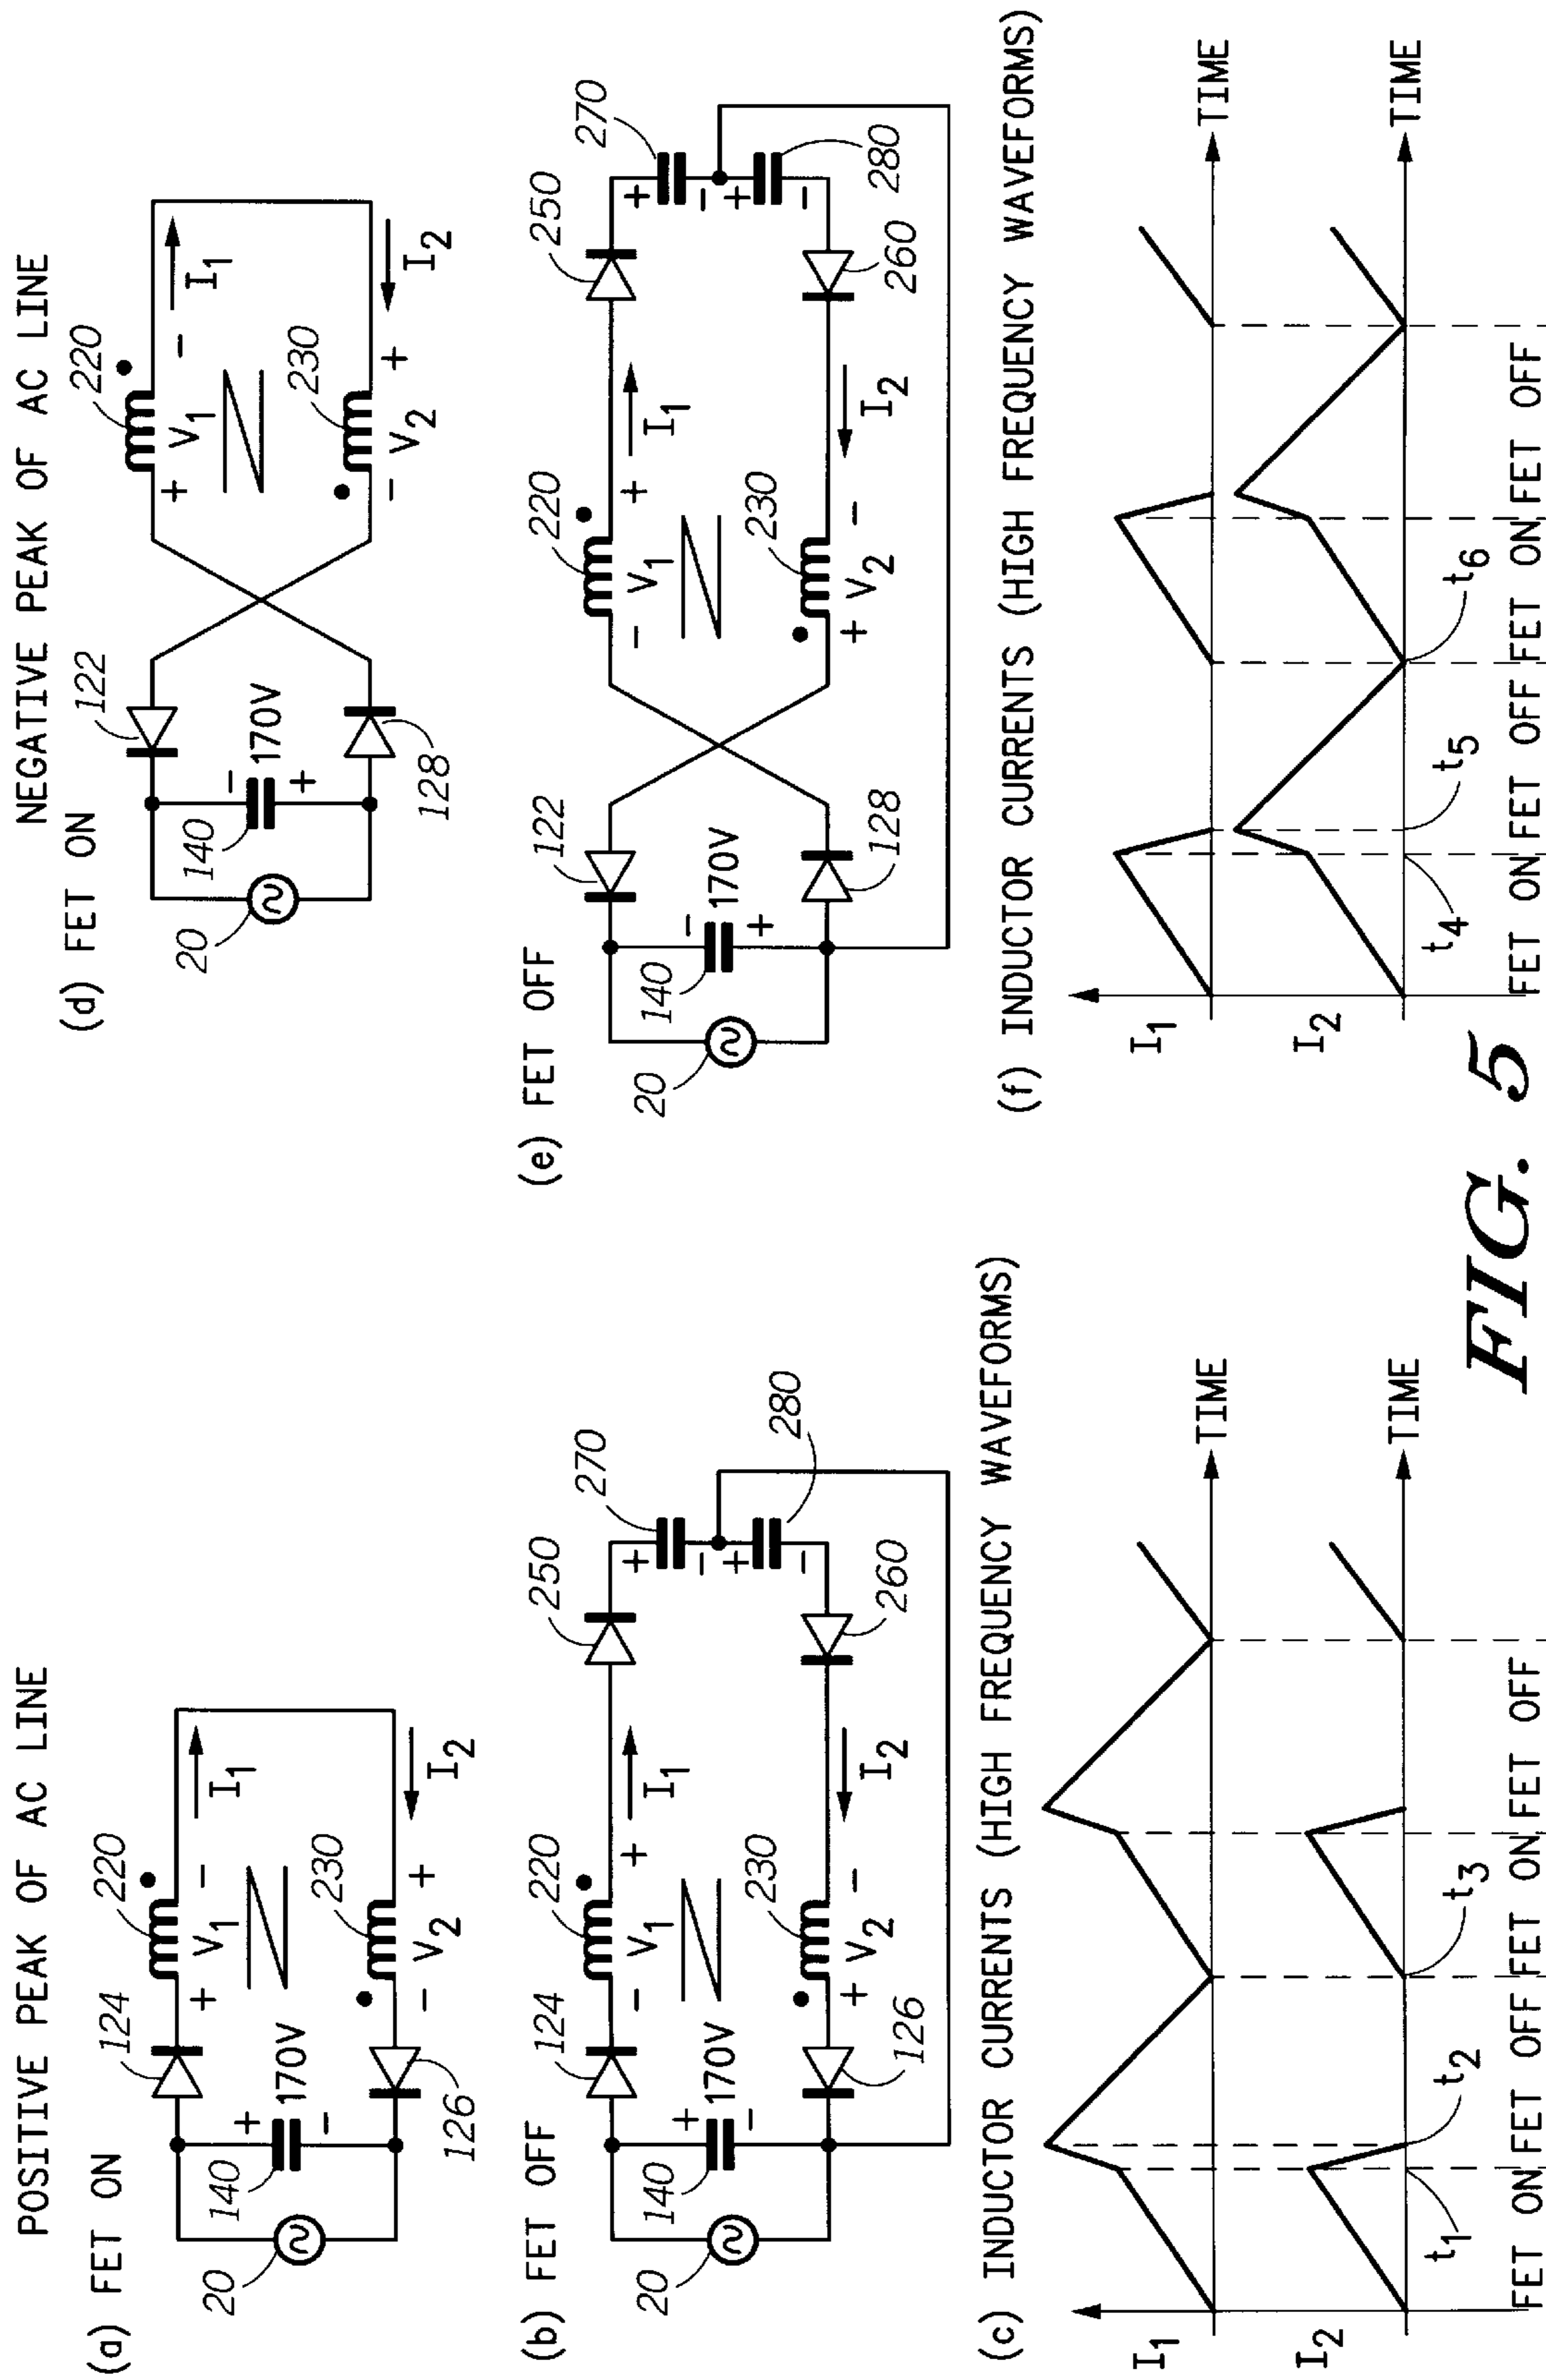 POSITIVE PEAK OF AC LINE
(a) FET ON
20
140
+
-
170V
124
126
220
+ V1 -
230
- V2 +
I1
I2
(b) FET OFF
20
140
+
-
170V
124
126
220
- V1 +
230
+ V2 -
I1
I2
250
260
270
+
-
280
+
-
(c) INDUCTOR CURRENTS (HIGH FREQUENCY WAVEFORMS)
I1
TIME
I2
TIME
t1
t2
t3
FET ON FET OFF FET ON FET OFF
NEGATIVE PEAK OF AC LINE
(d) FET ON
20
140
-
+
170V
122
128
220
+ V1 -
230
- V2 +
I1
I2
(e) FET OFF
20
140
-
+
170V
122
128
220
- V1 +
230
+ V2 -
I1
I2
250
260
270
+
-
280
+
-
(f) INDUCTOR CURRENTS (HIGH FREQUENCY WAVEFORMS)
I1
TIME
I2
TIME
t4
t5
t6
FET ON FET OFF FET ON FET OFF
FIG. 5